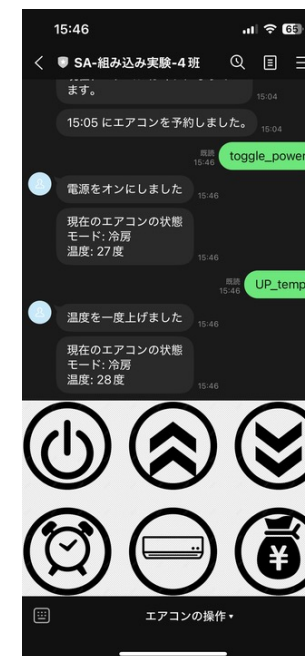 15:46
65
SA-組み込み実験-4班
ます。
15:04
15:05 にエアコンを予約しました。
15:04
既読
15:46
toggle_power
電源をオンにしました
15:46
現在のエアコンの状態
モード: 冷房
温度: 27度
15:46
既読
15:46
UP_temp
温度を一度上げました
15:46
現在のエアコンの状態
モード: 冷房
温度: 28度
15:46
¥
エアコンの操作▾